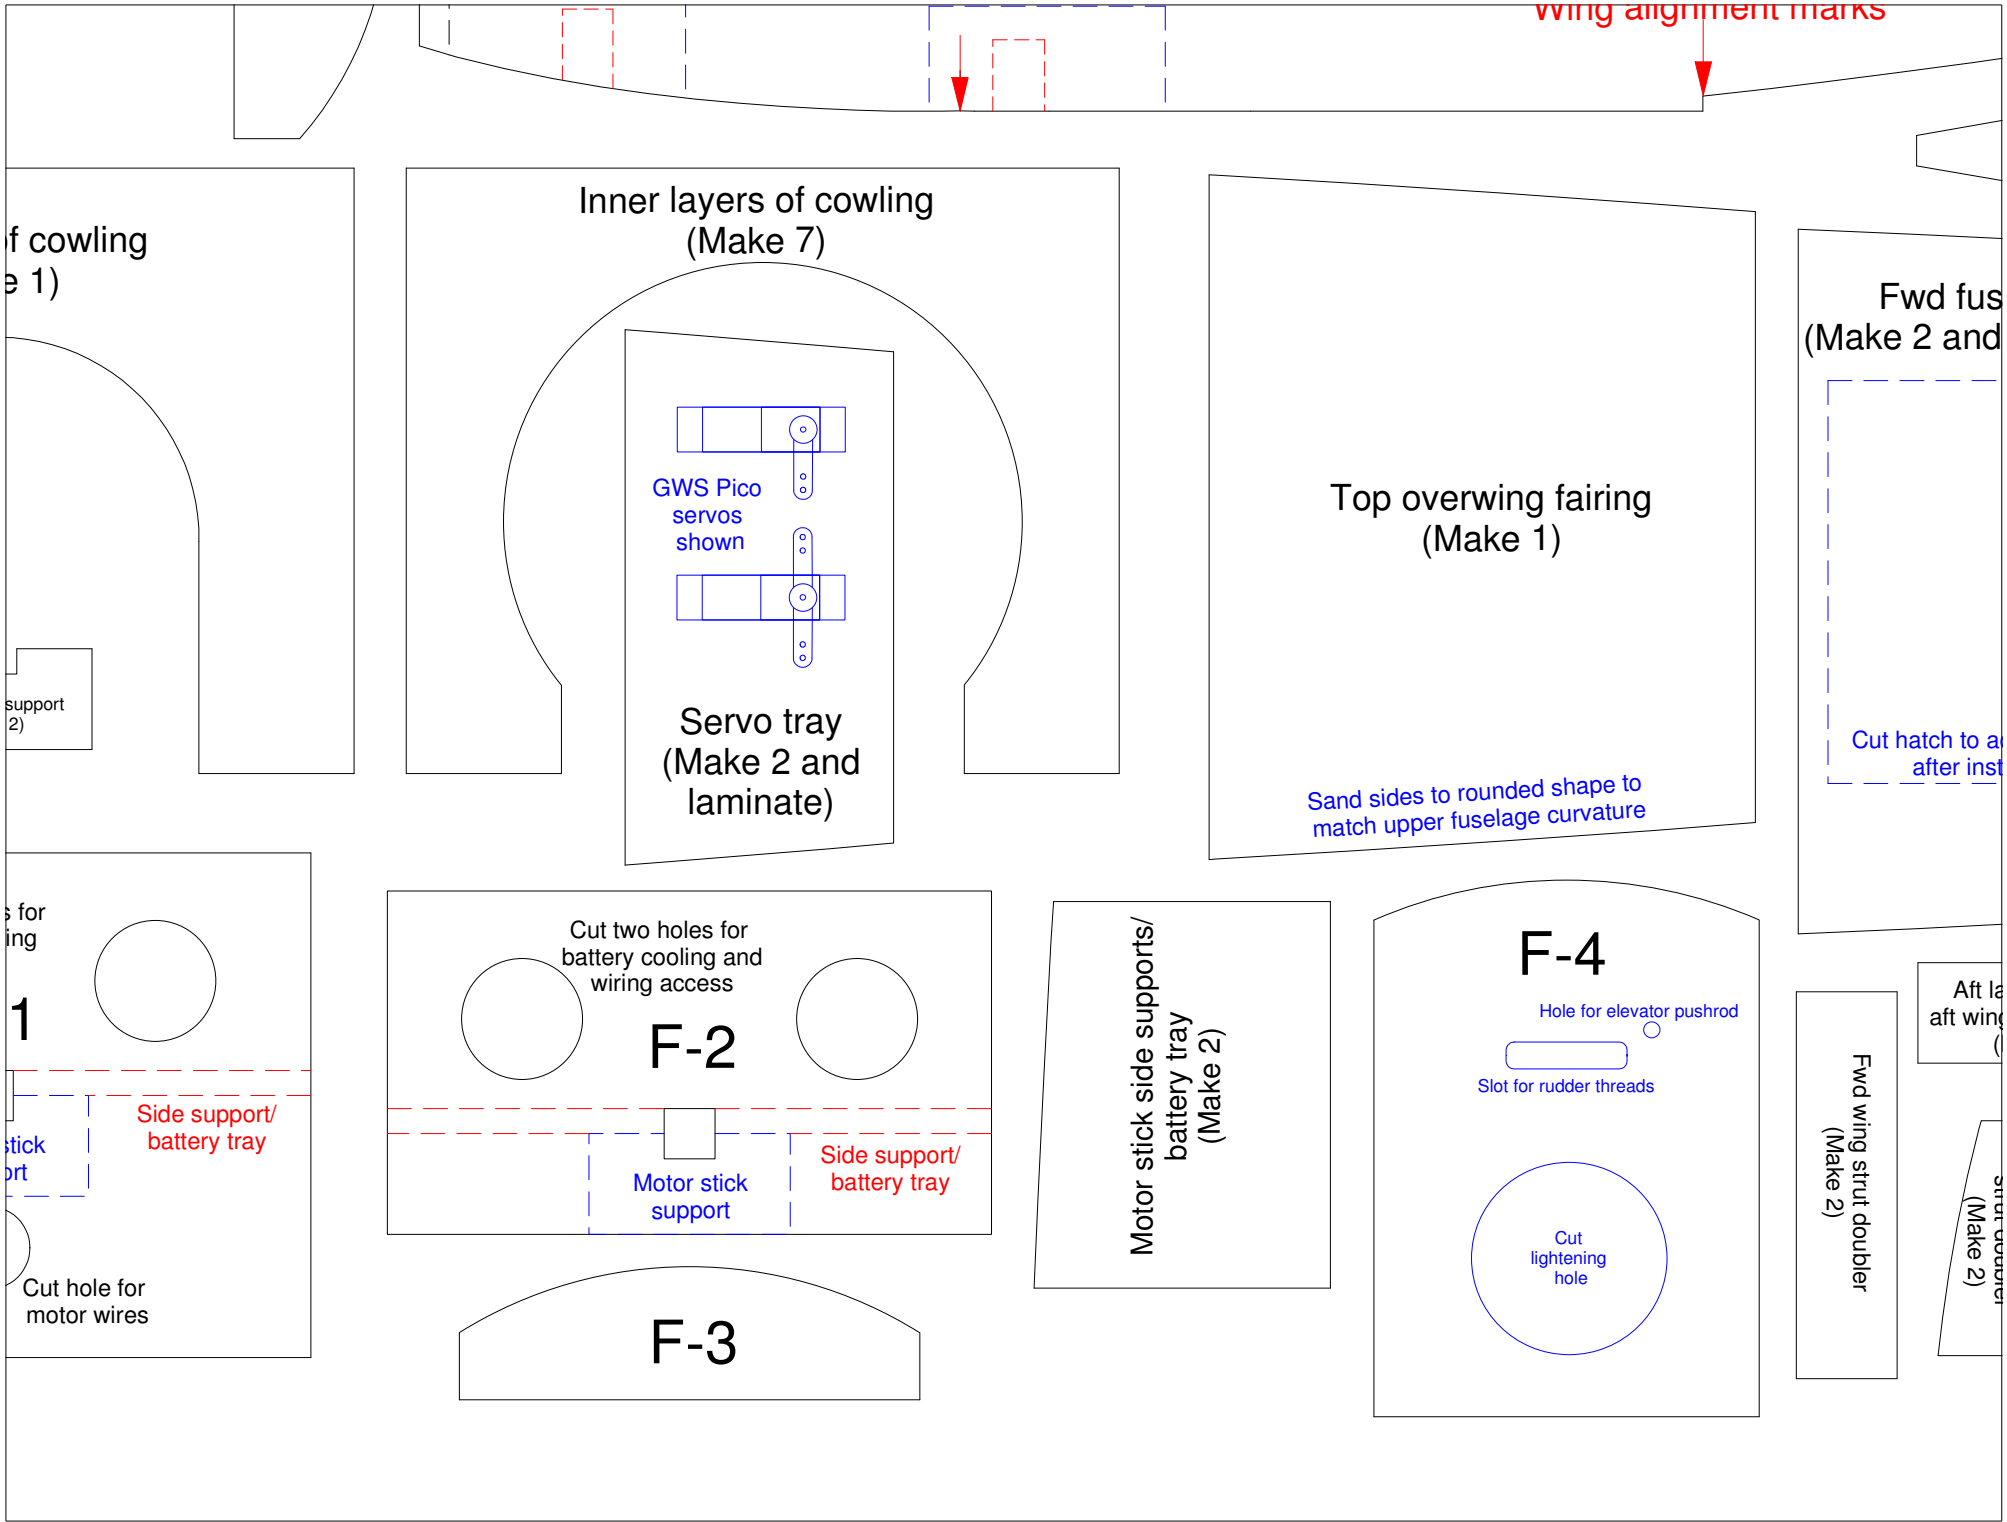 Wing alignment marks
of cowling
e 1)
Inner layers of cowling
(Make 7)
GWS Pico
servos
shown
Servo tray
(Make 2 and
laminate)
Top overwing fairing
(Make 1)
Sand sides to rounded shape to
match upper fuselage curvature
Fwd fus
(Make 2 and
Cut hatch to a
after inst
support
2)
s for
ing
1
Side support/
battery tray
stick
ort
Cut hole for
motor wires
Cut two holes for
battery cooling and
wiring access
F-2
Side support/
battery tray
Motor stick
support
F-3
Motor stick side supports/
battery tray
(Make 2)
F-4
Hole for elevator pushrod
Slot for rudder threads
Cut
lightening
hole
Fwd wing strut doubler
(Make 2)
Aft la
aft wing
(
strut doubler
(Make 2)